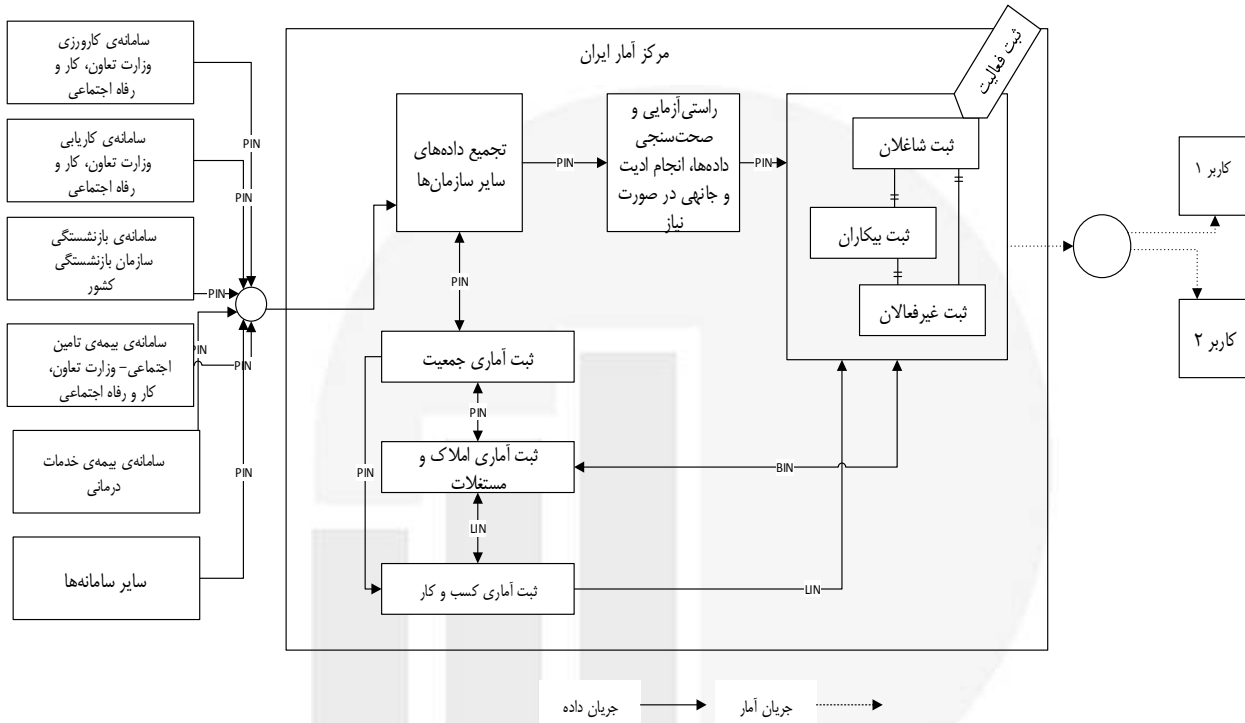 سامانه‌ی کارورزی
وزارت تعاون، کار و
رفاه اجتماعی
سامانه‌ی کاریابی
وزارت تعاون، کار و
رفاه اجتماعی
سامانه‌ی بازنشستگی
سازمان بازنشستگی
کشور
سامانه‌ی بیمه‌ی تامین
اجتماعی- وزارت تعاون،
کار و رفاه اجتماعی
سامانه‌ی بیمه‌ی خدمات
درمانی
سایر سامانه‌ها
PIN
PIN
PIN
PIN
PIN
PIN
مرکز آمار ایران
تجمیع داده‌های
سایر سازمان‌ها
PIN
راستی‌آزمایی و
صحت‌سنجی
داده‌ها، انجام ادیت
و جانهی در صورت
نیاز
PIN
ثبت فعالیت
ثبت شاغلان
ثبت بیکاران
ثبت غیرفعالان
PIN
ثبت آماری جمعیت
PIN
PIN
ثبت آماری املاک و
مستغلات
BIN
LIN
ثبت آماری کسب و کار
LIN
کاربر ۱
کاربر ۲
جریان داده
جریان آمار